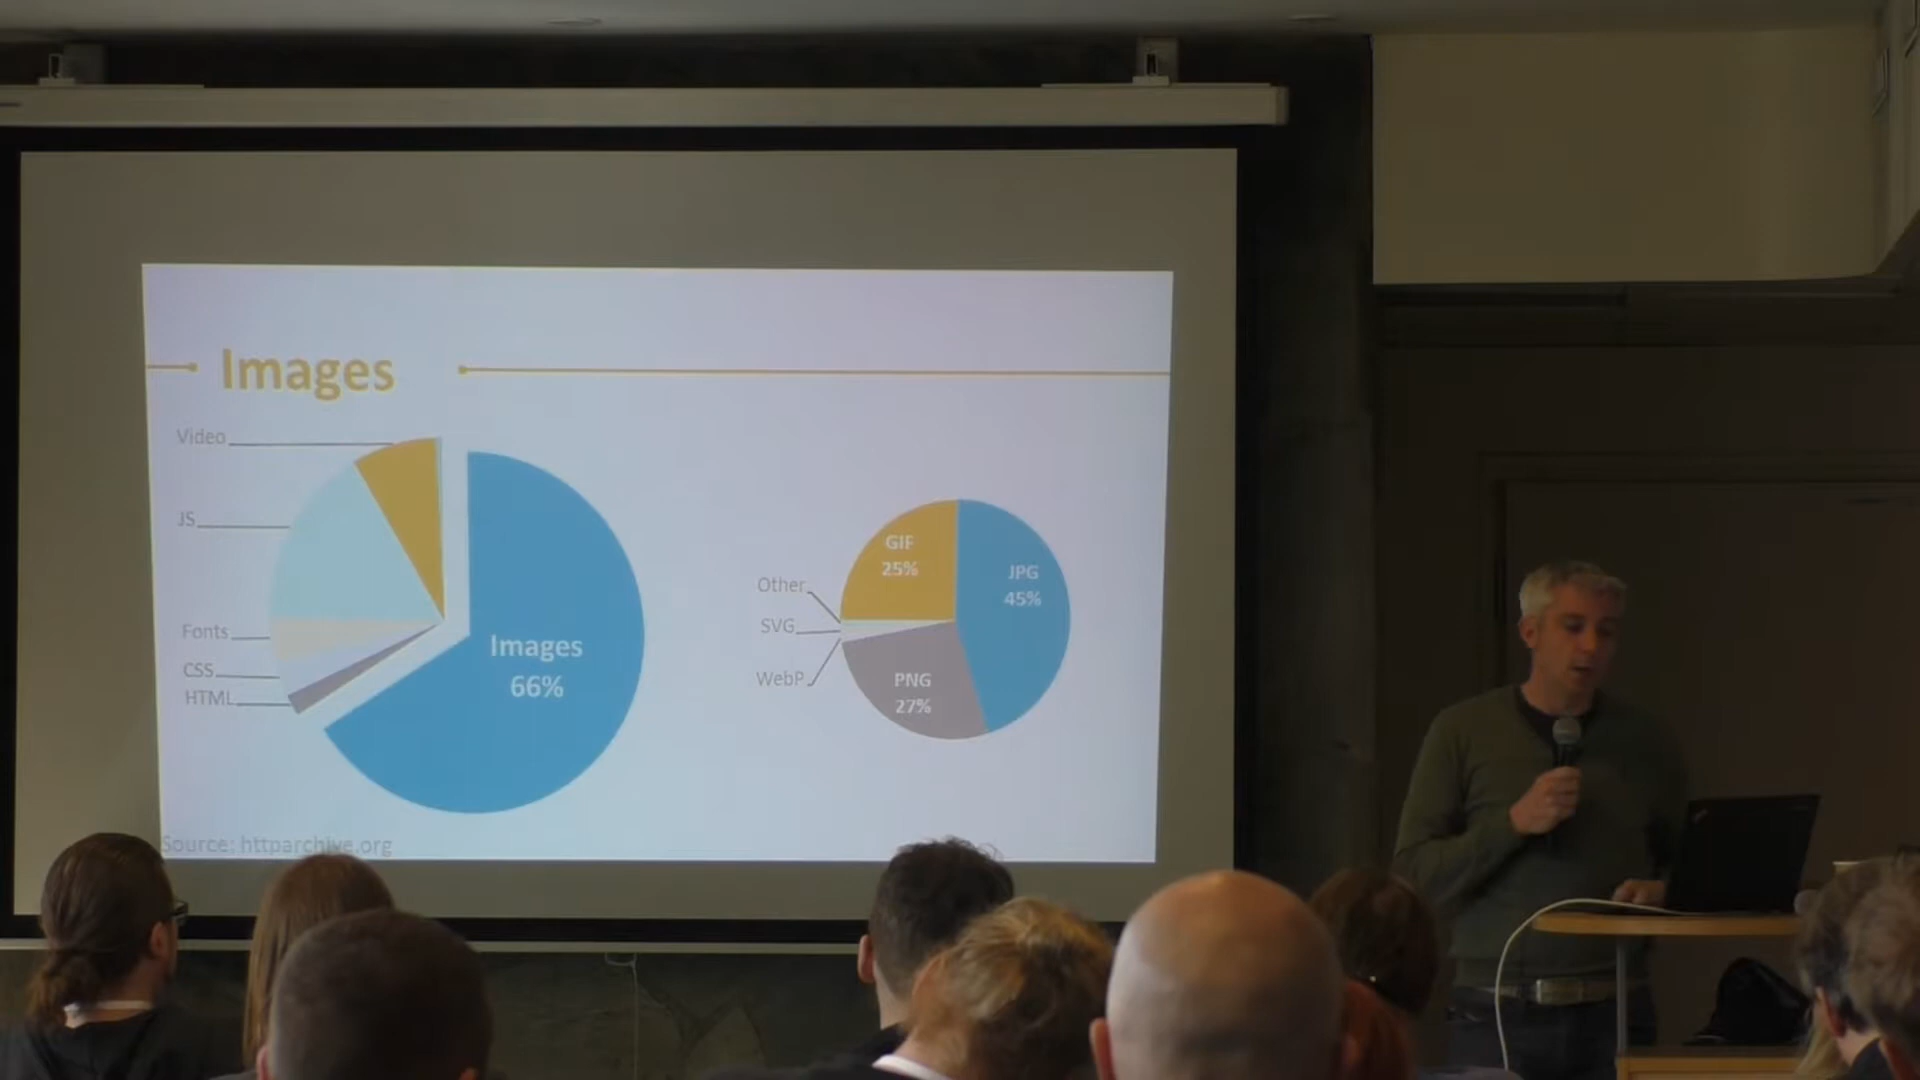 Images
Video
JS
Fonts
CSS
HTML
Images
66%
GIF
25%
JPG
45%
Other
SVG
WebP
PNG
27%
Source: httparchive.org